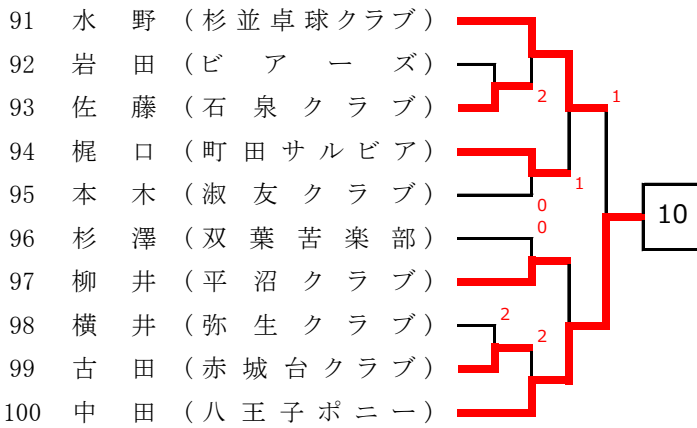 91 水野 (杉並卓球クラブ)
92 岩田 (ビアーズ)
93 佐藤 (石泉クラブ)
2
1
94 梶口 (町田サルビア)
1
95 本木 (淑友クラブ)
0
10
96 杉澤 (双葉苦楽部)
0
97 柳井 (平沼クラブ)
98 横井 (弥生クラブ)
2
2
99 古田 (赤城台クラブ)
100 中田 (八王子ポニー)